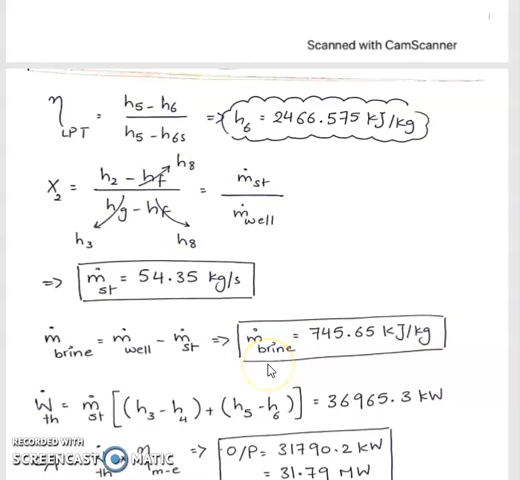 Scanned with CamScanner
η LPT = h5 - h6 / h5 - h6s => h6 = 2466.575 KJ/kg
h8
X2 = h2 - hf / hg - hf = ṁst / ṁwell
h3 h8
=> ṁst = 54.35 kg/s
ṁbrine = ṁwell - ṁst => ṁbrine = 745.65 KJ/kg
Ẇth = ṁst [(h3 - h4) + (h5 - h6)] = 36965.3 KW
RECORDED WITH
SCREENCAST MATIC
th η m-e => O/P = 31790.2 KW
= 31.79 MW